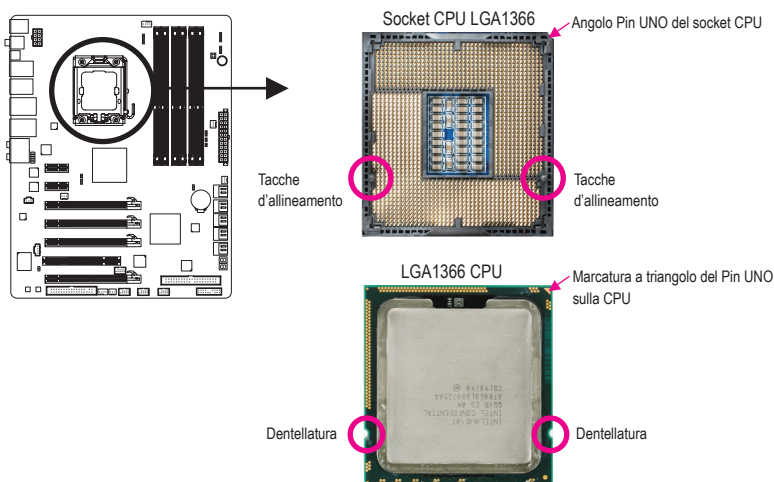 Socket CPU LGA1366
Angolo Pin UNO del socket CPU
Tacche
d'allineamento
Tacche
d'allineamento
LGA1366 CPU
Marcatura a triangolo del Pin UNO
sulla CPU
Dentellatura
Dentellatura
INTEL CONFIDENTIAL